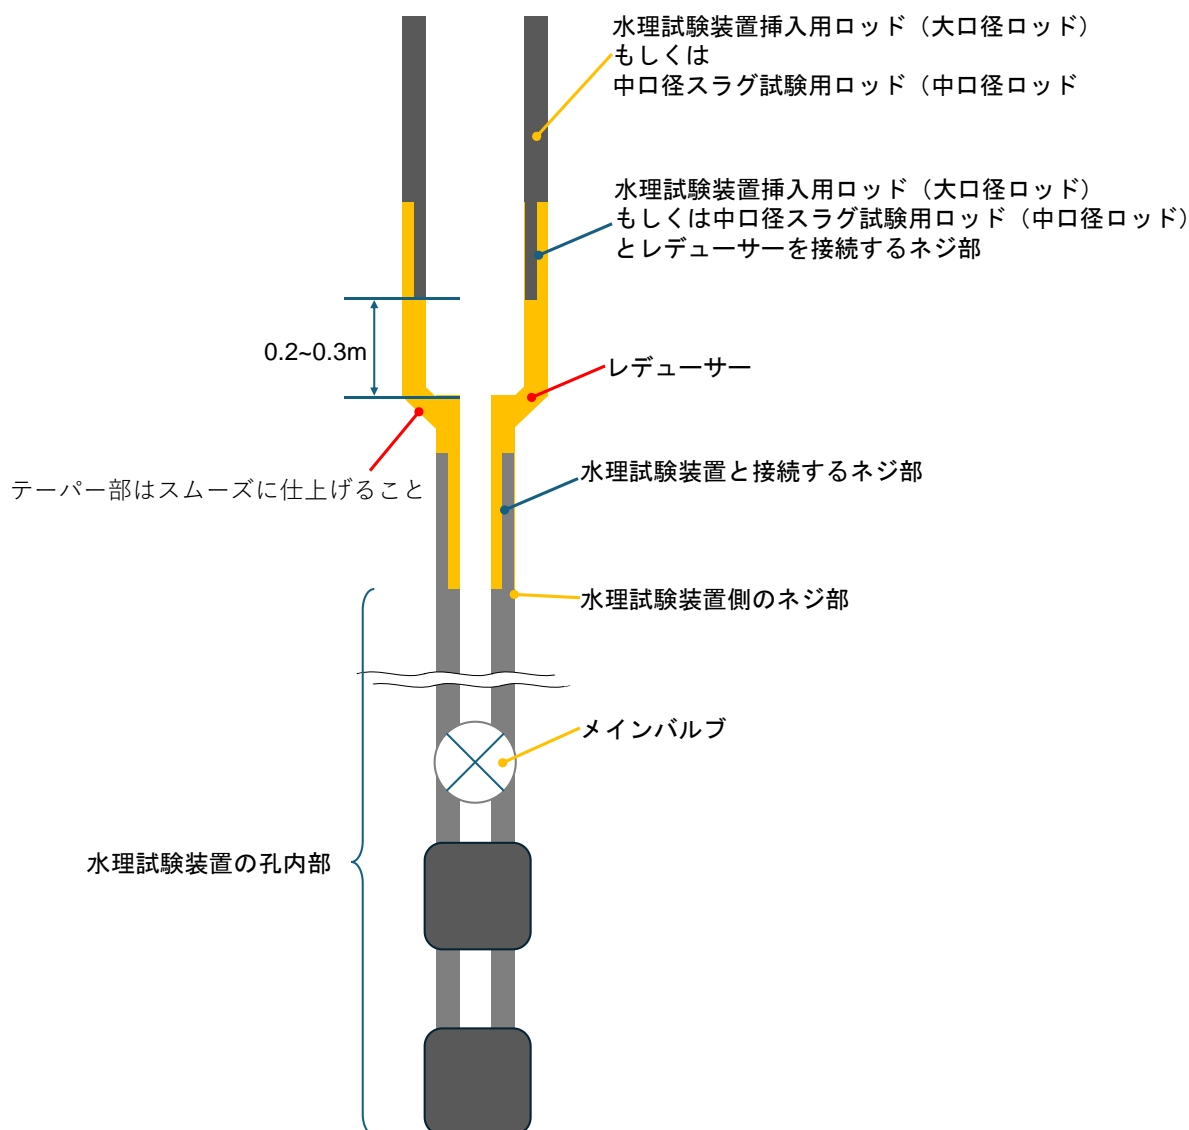 水理試験装置挿入用ロッド（大口径ロッド）
もしくは
中口径スラグ試験用ロッド（中口径ロッド
水理試験装置挿入用ロッド（大口径ロッド）
もしくは中口径スラグ試験用ロッド（中口径ロッド）
とレデューサーを接続するネジ部
0.2~0.3m
レデューサー
水理試験装置と接続するネジ部
テーパー部はスムーズに仕上げること
水理試験装置側のネジ部
メインバルブ
水理試験装置の孔内部